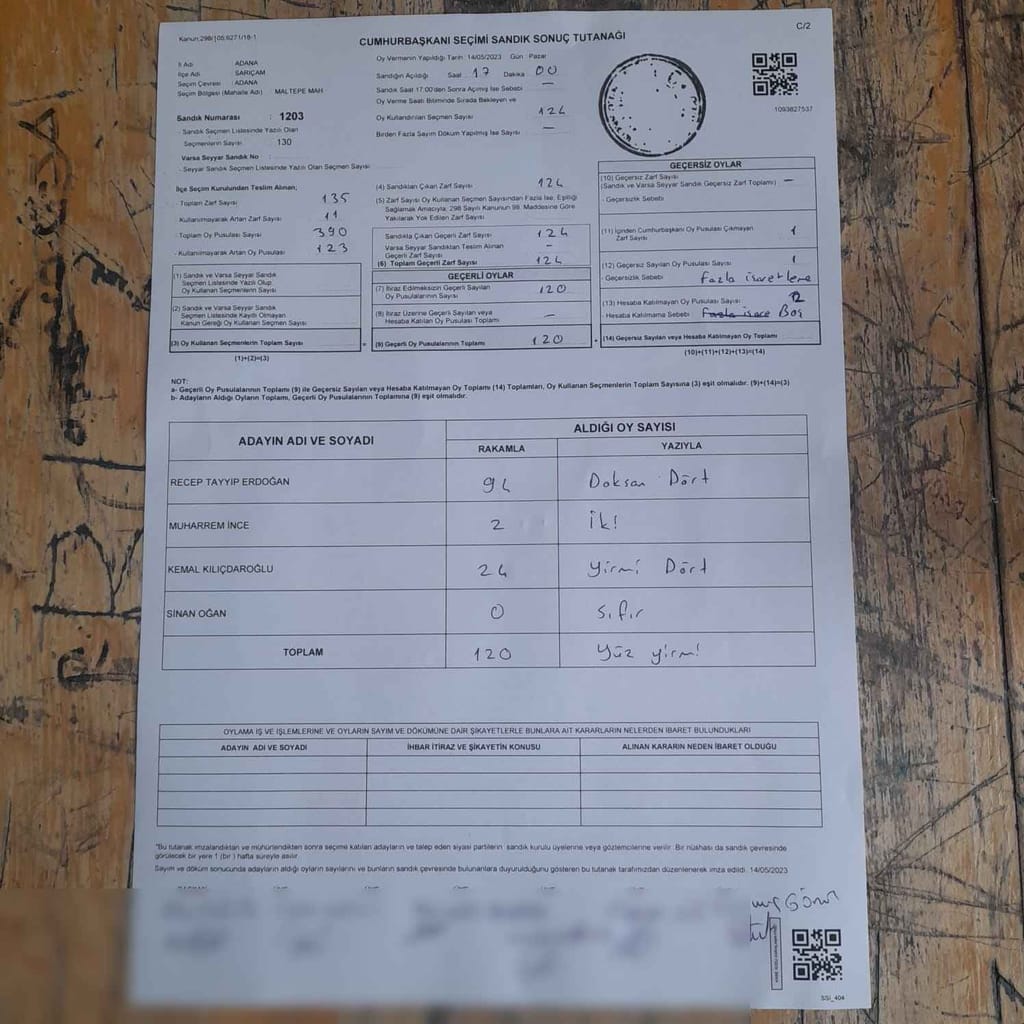 Kanun:298/|05.627 1/18-1
C/2
CUMHURBAŞKANI SEÇİMİ SANDIK SONUÇ TUTANAĞI
İl Adı : ADANA
İlçe Adı : SARIÇAM
Seçim Çevresi : ADANA
Seçim Bölgesi (Mahalle Adı) : MALTEPE MAH
Sandık Numarası : 1203
- Sandık Seçmen Listesinde Yazılı Olan
Seçmenlerin Sayısı : 130
Varsa Seyyar Sandık No :
- Seyyar Sandık Seçmen Listesinde Yazılı Olan Seçmen Sayısı
Oy Vermenin Yapıldığı Tarih : 14/05/2023 Gün : Pazar
Sandığın Açıldığı Saat 17 Dakika 00
Sandık Saat 17:00'den Sonra Açılmış İse Sebebi —
Oy Verme Saati Bitiminde Sırada Bekleyen ve
Oy Kullandırılan Seçmen Sayısı 124
Birden Fazla Sayım Döküm Yapılmış İse Sayısı —
1093827537
İlçe Seçim Kurulundan Teslim Alınan;
- Toplam Zarf Sayısı 135
- Kullanılmayarak Artan Zarf Sayısı 11
- Toplam Oy Pusulası Sayısı 390
- Kullanılmayarak Artan Oy Pusulası 123
(1) Sandık ve Varsa Seyyar Sandık
Seçmen Listesinde Yazılı Olup
Oy Kullanan Seçmenlerin Sayısı
(2) Sandık ve Varsa Seyyar Sandık
Seçmen Listesinde Kayıtlı Olmayan
Kanun Gereği Oy Kullanan Seçmen Sayısı
(3) Oy Kullanan Seçmenlerin Toplam Sayısı
(1)+(2)=(3)
(4) Sandıktan Çıkan Zarf Sayısı 124
(5) Zarf Sayısı Oy Kullanan Seçmen Sayısından Fazla İse, Eşitliği
Sağlamak Amacıyla; 298 Sayılı Kanunun 98. Maddesine Göre
Yakılarak Yok Edilen Zarf Sayısı
Sandıkta Çıkan Geçerli Zarf Sayısı 124
Varsa Seyyar Sandıktan Teslim Alınan
Geçerli Zarf Sayısı —
(6) Toplam Geçerli Zarf Sayısı 124
GEÇERLİ OYLAR
(7) İtiraz Edilmeksizin Geçerli Sayılan
Oy Pusulalarının Sayısı 120
(8) İtiraz Üzerine Geçerli Sayılan veya
Hesaba Katılan Oy Pusulası Toplamı —
= (9) Geçerli Oy Pusulalarının Toplamı 120
GEÇERSİZ OYLAR
(10) Geçersiz Zarf Sayısı
(Sandık ve Varsa Seyyar Sandık Geçersiz Zarf Toplamı) —
- Geçersizlik Sebebi
(11) İçinden Cumhurbaşkanı Oy Pusulası Çıkmayan
Zarf Sayısı 1
(12) Geçersiz Sayılan Oy Pusulası Sayısı 1
- Geçersizlik Sebebi fazla işaretleme
(13) Hesaba Katılmayan Oy Pusulası Sayısı 2
- Hesaba Katılmama Sebebi Boş
+ (14) Geçersiz Sayılan veya Hesaba Katılmayan Oy Toplamı
(10)+(11)+(12)+(13)=(14)
NOT:
a- Geçerli Oy Pusulalarının Toplamı (9) ile Geçersiz Sayılan veya Hesaba Katılmayan Oy Toplamı (14) Toplamları, Oy Kullanan Seçmenlerin Toplam Sayısına (3) eşit olmalıdır. (9)+(14)=(3)
b- Adayların Aldığı Oyların Toplamı, Geçerli Oy Pusulalarının Toplamına (9) eşit olmalıdır.
ADAYIN ADI VE SOYADI
ALDIĞI OY SAYISI
RAKAMLA YAZIYLA
RECEP TAYYIP ERDOĞAN 94 Doksan Dört
MUHARREM İNCE 2 İki
KEMAL KILIÇDAROĞLU 24 Yirmi Dört
SİNAN OĞAN 0 Sıfır
TOPLAM 120 Yüz yirmi
OYLAMA İŞ VE İŞLEMLERİNE VE OYLARIN SAYIM VE DÖKÜMÜNE DAİR ŞİKAYETLERLE BUNLARA AİT KARARLARIN NELERDEN İBARET BULUNDUKLARI
ADAYIN ADI VE SOYADI İHBAR İTİRAZ VE ŞİKAYETİN KONUSU ALINAN KARARIN NEDEN İBARET OLDUĞU
"Bu tutanak imzalandıktan ve mühürlendikten sonra seçime katılan adayların ve talep eden siyasi partilerin sandık kurulu üyelerine veya gözlemcilerine verilir. Bir nüshası da sandık çevresinde
görülecek bir yere 1 (bir ) hafta süreyle asılır.
Sayım ve döküm sonucunda adayların aldığı oyların sayılarını ve bunların sandık çevresinde bulunanlara duyurulduğunu gösteren bu tutanak tarafımızdan düzenlenerek imza edildi. 14/05/2023
SSİ_404